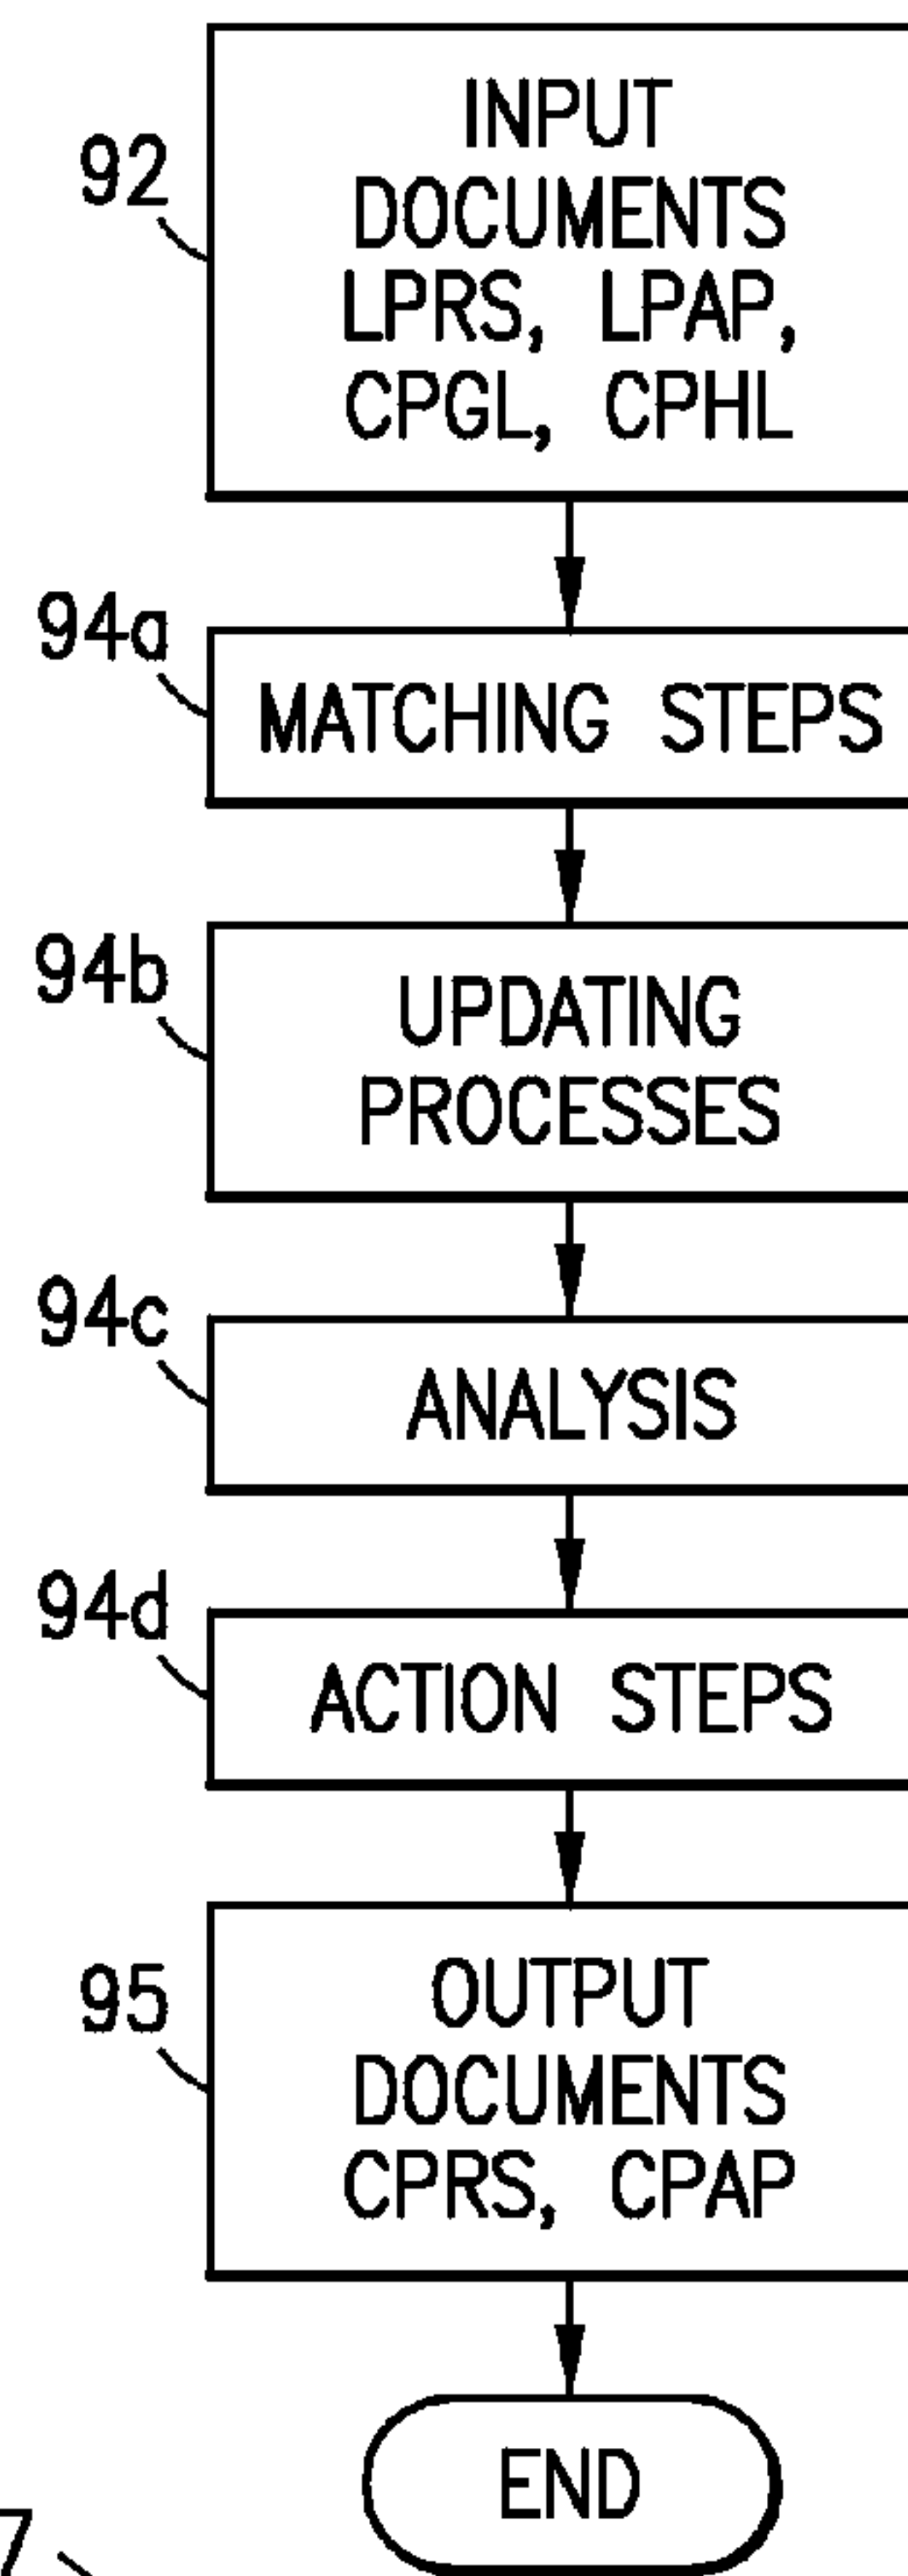 92
INPUT
DOCUMENTS
LPRS, LPAP,
CPGL, CPHL
94a
MATCHING STEPS
94b
UPDATING
PROCESSES
94c
ANALYSIS
94d
ACTION STEPS
95
OUTPUT
DOCUMENTS
CPRS, CPAP
END
7